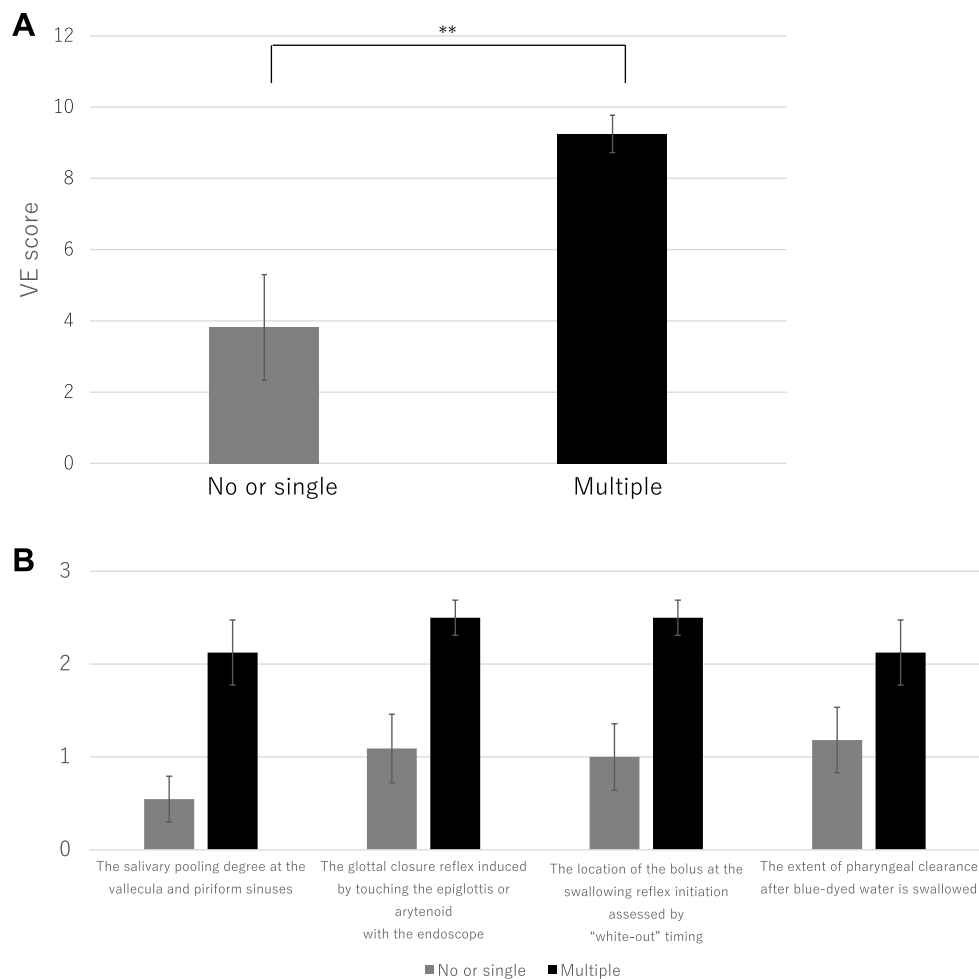 A
12
**
10
8
6
4
2
0
VE score
No or single
Multiple
B
3
2
1
0
The salivary pooling degree at the
vallecula and piriform sinuses
The glottal closure reflex induced
by touching the epiglottis or
arytenoid
with the endoscope
The location of the bolus at the
swallowing reflex initiation
assessed by
“white-out” timing
The extent of pharyngeal clearance
after blue-dyed water is swallowed
No or single Multiple